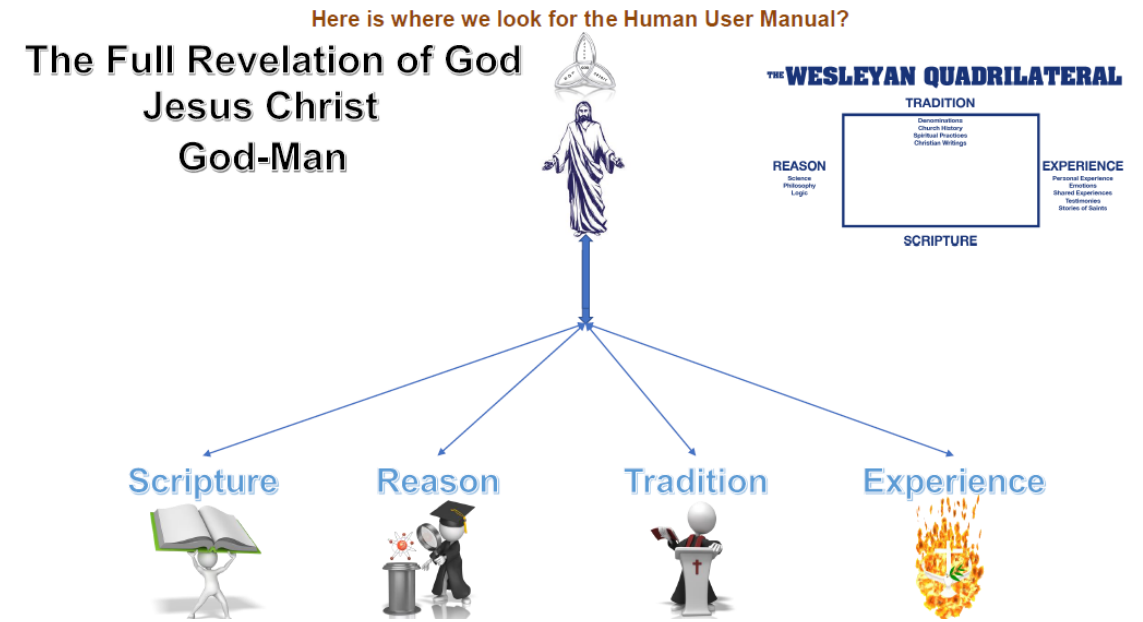 Here is where we look for the Human User Manual?
The Full Revelation of God
Jesus Christ
God-Man
GOD
SPIRIT
THE WESLEYAN QUADRILATERAL
TRADITION
Denominations
Church History
Spiritual Practices
Christian Writings
REASON
Science
Philosophy
Logic
EXPERIENCE
Personal Experience
Emotions
Shared Experiences
Testimonies
Stories of Saints
SCRIPTURE
Scripture
Reason
Tradition
Experience